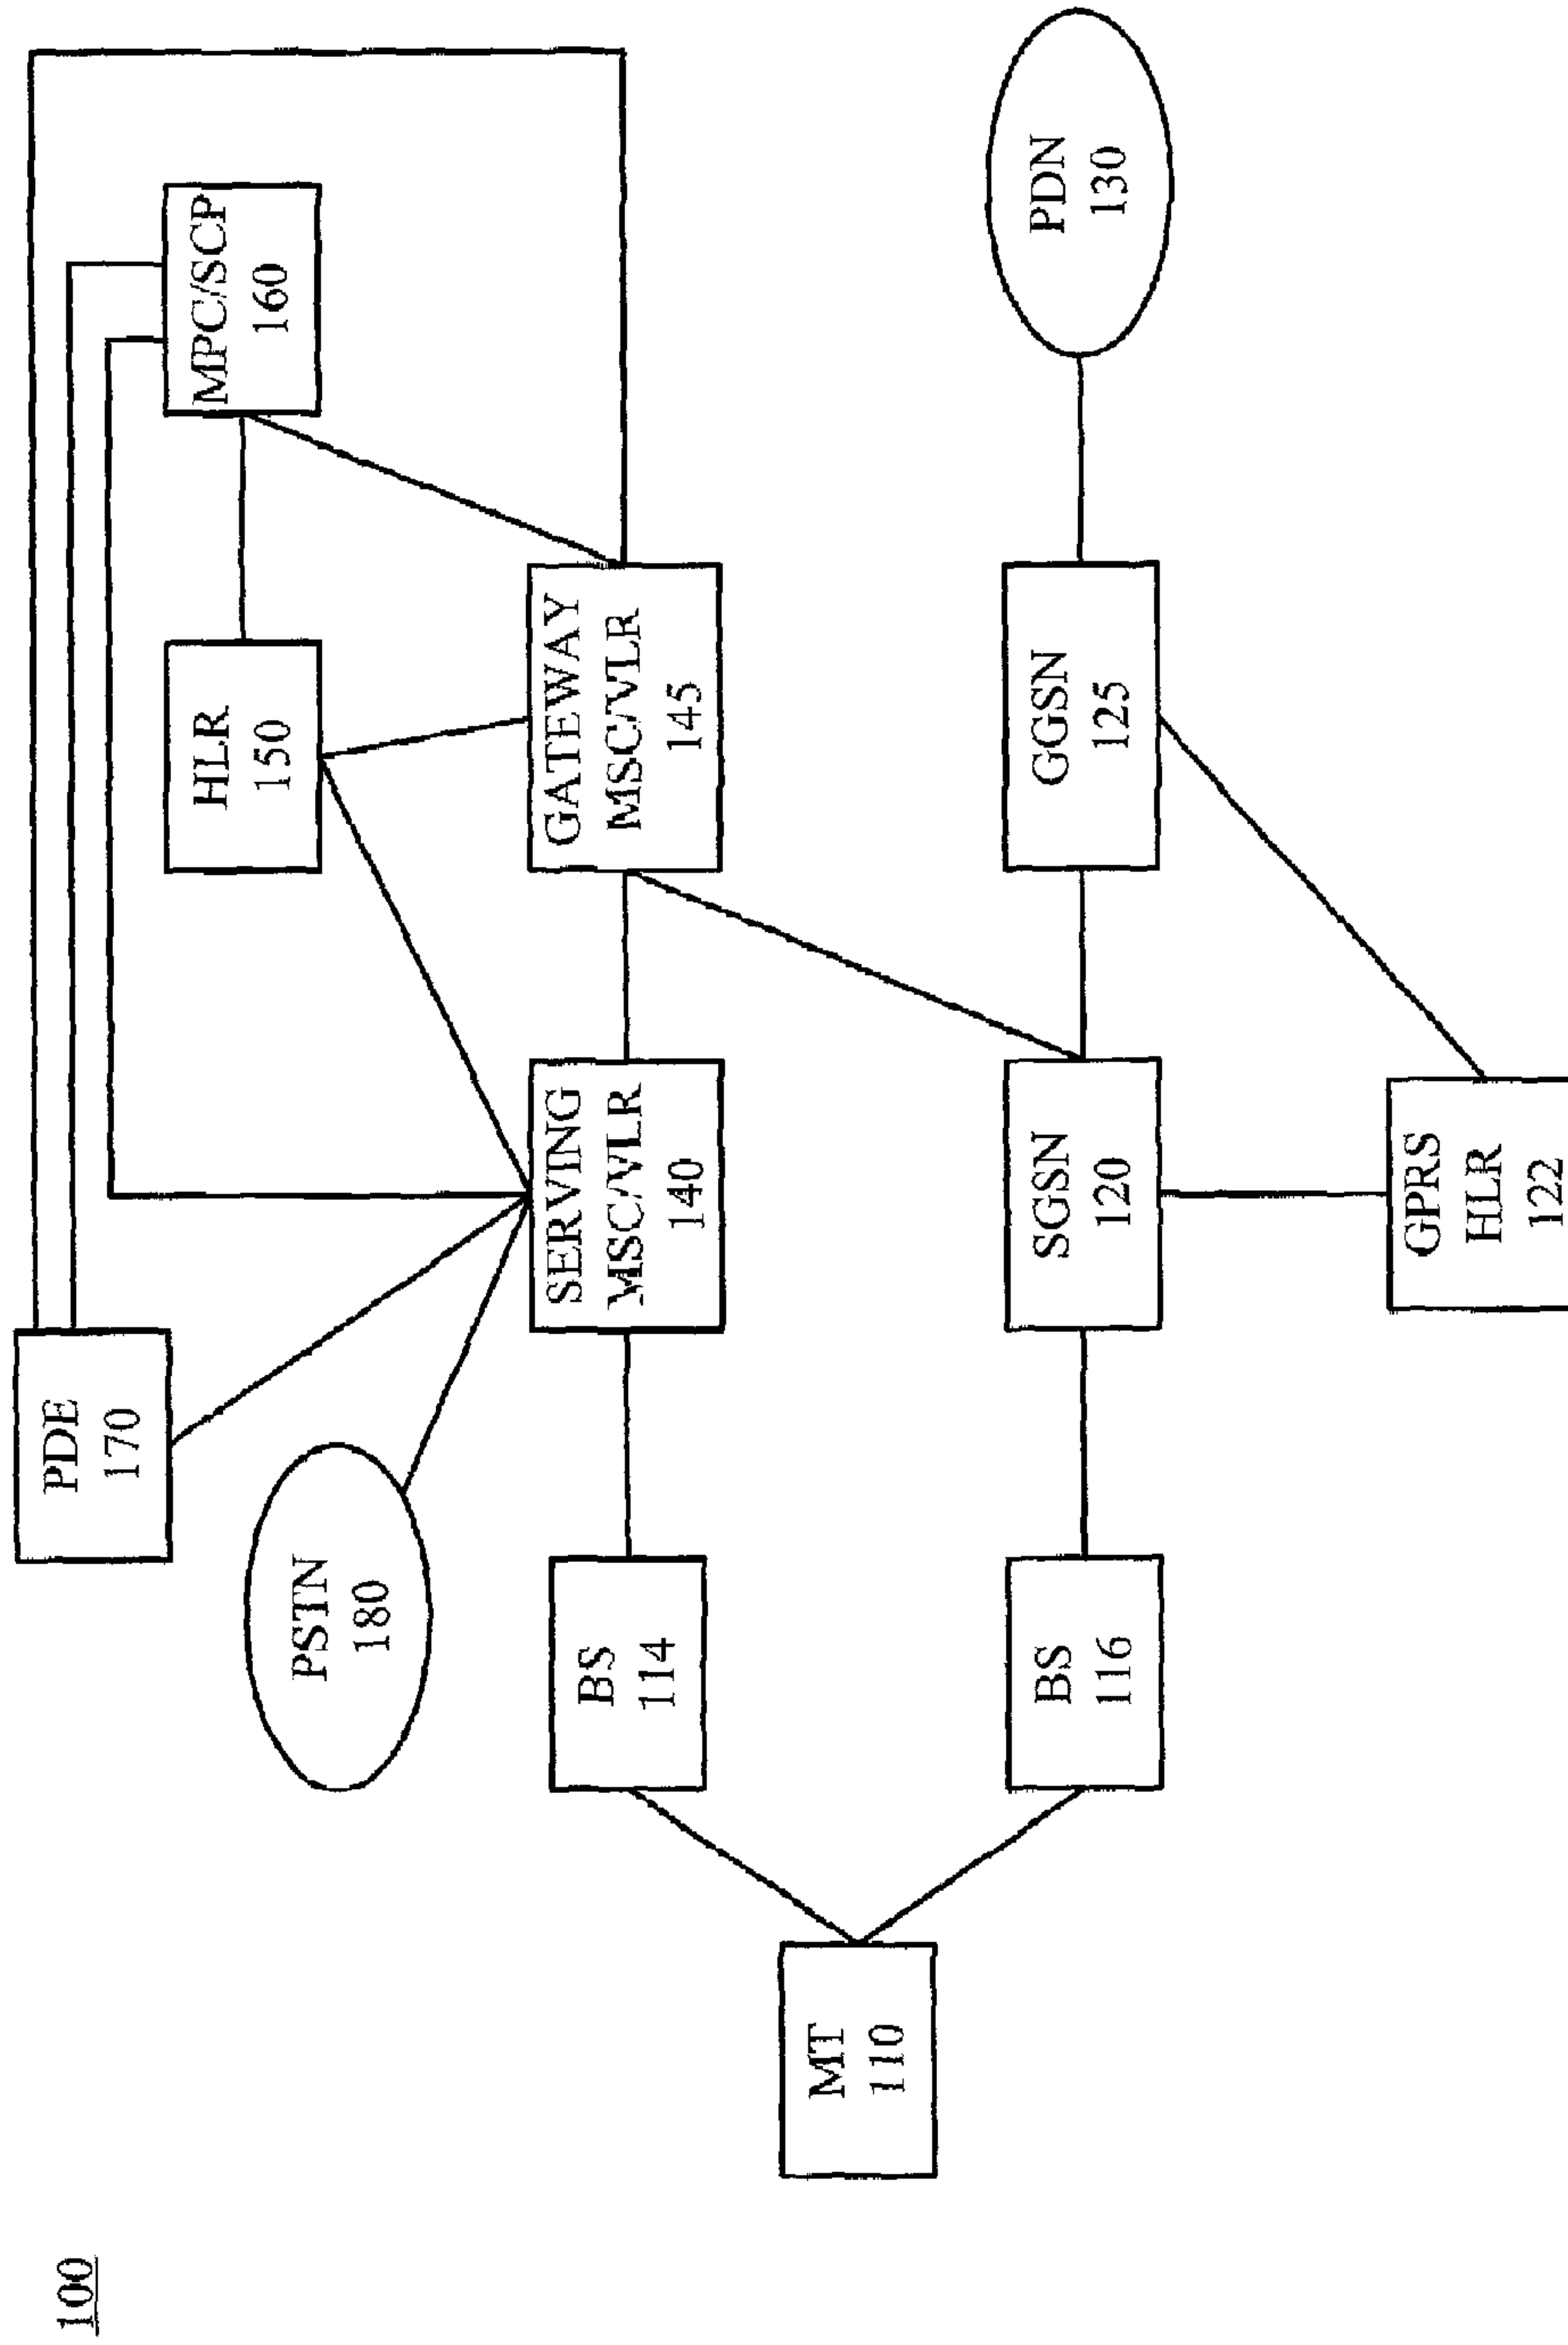 100
PDE
170
MPC/SCP
160
HLR
150
PSTN
180
SERVING
MSC/VLR
140
GATEWAY
MSC/VLR
145
BS
114
MT
110
BS
116
SGSN
120
GGSN
125
PDN
130
GPRS
HLR
122